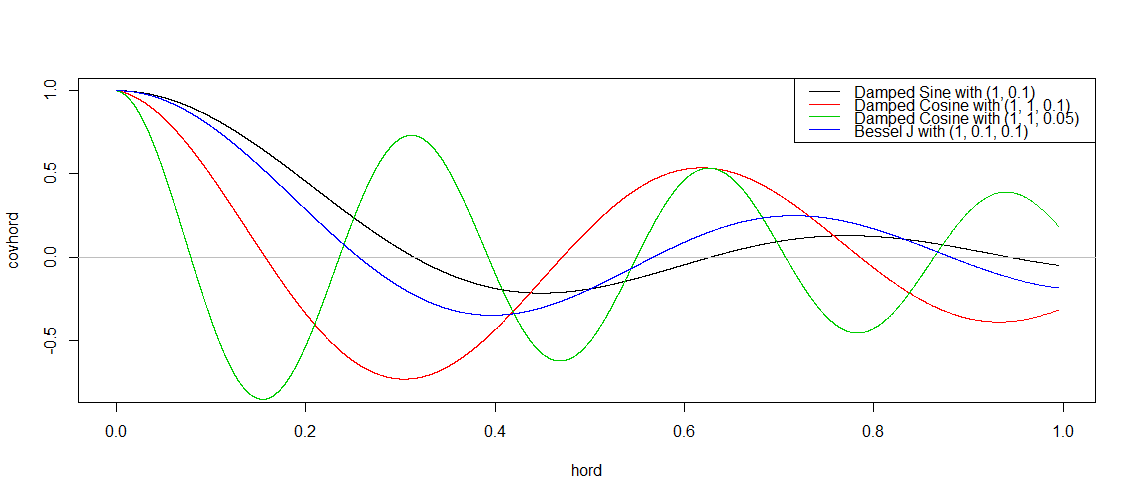 Damped Sine with (1, 0.1)
Damped Cosine with (1, 1, 0.1)
Damped Cosine with (1, 1, 0.05)
Bessel J with (1, 0.1, 0.1)
covhord
1.0
0.5
0.0
-0.5
0.0 0.2 0.4 0.6 0.8 1.0
hord